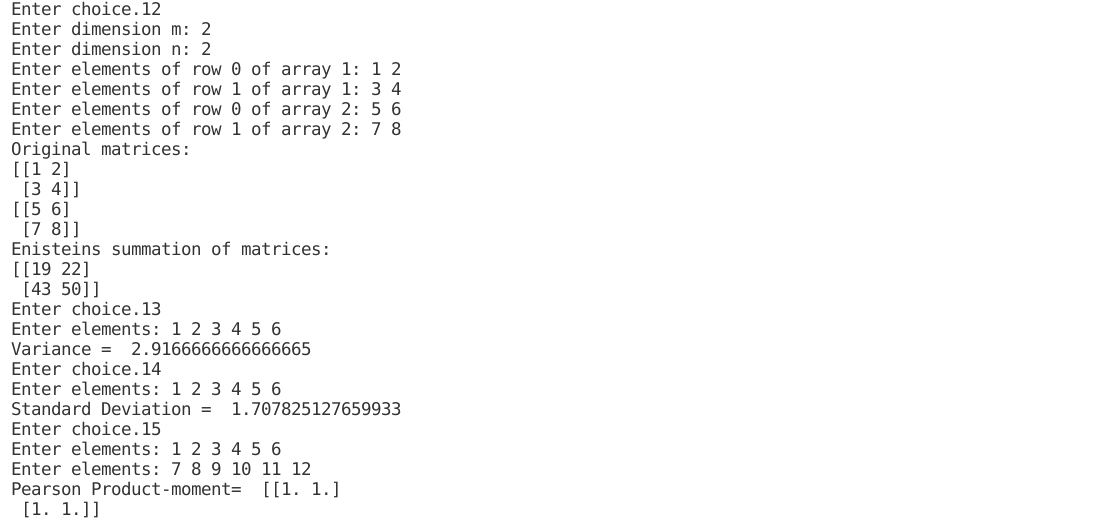 Enter choice.12
Enter dimension m: 2
Enter dimension n: 2
Enter elements of row 0 of array 1: 1 2
Enter elements of row 1 of array 1: 3 4
Enter elements of row 0 of array 2: 5 6
Enter elements of row 1 of array 2: 7 8
Original matrices:
[[1 2]
 [3 4]]
[[5 6]
 [7 8]]
Enisteins summation of matrices:
[[19 22]
 [43 50]]
Enter choice.13
Enter elements: 1 2 3 4 5 6
Variance =  2.9166666666666665
Enter choice.14
Enter elements: 1 2 3 4 5 6
Standard Deviation =  1.707825127659933
Enter choice.15
Enter elements: 1 2 3 4 5 6
Enter elements: 7 8 9 10 11 12
Pearson Product-moment=  [[1. 1.]
 [1. 1.]]